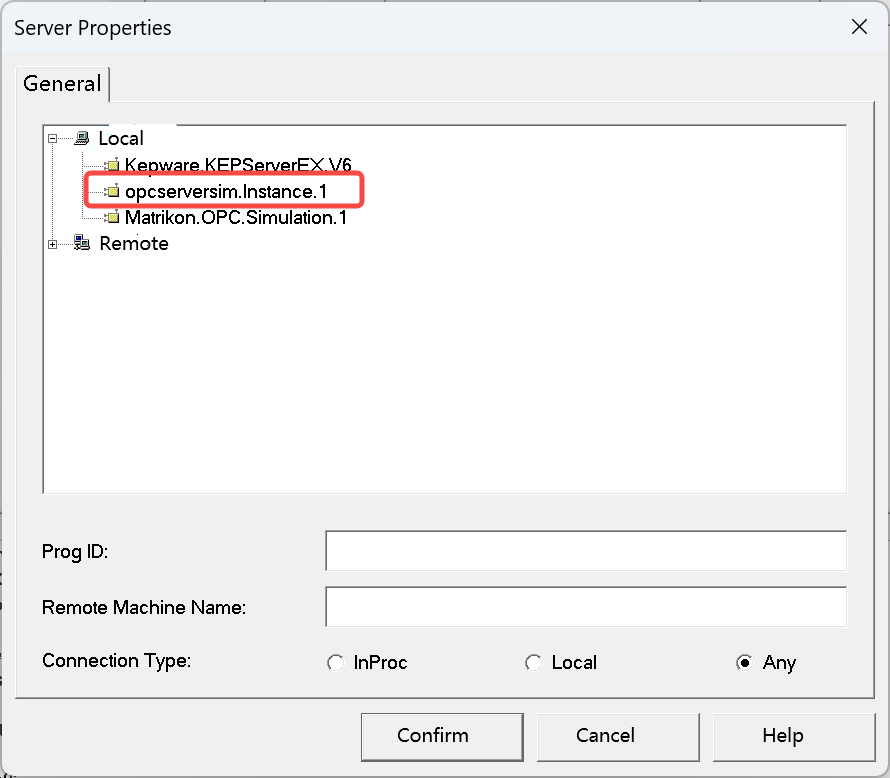 Server Properties
General
Local
Kepware.KEPServerEX.V6
opcserversim.Instance.1
Matrikon.OPC.Simulation.1
Remote
Prog ID:
Remote Machine Name:
Connection Type:
InProc
Local
Any
Confirm
Cancel
Help